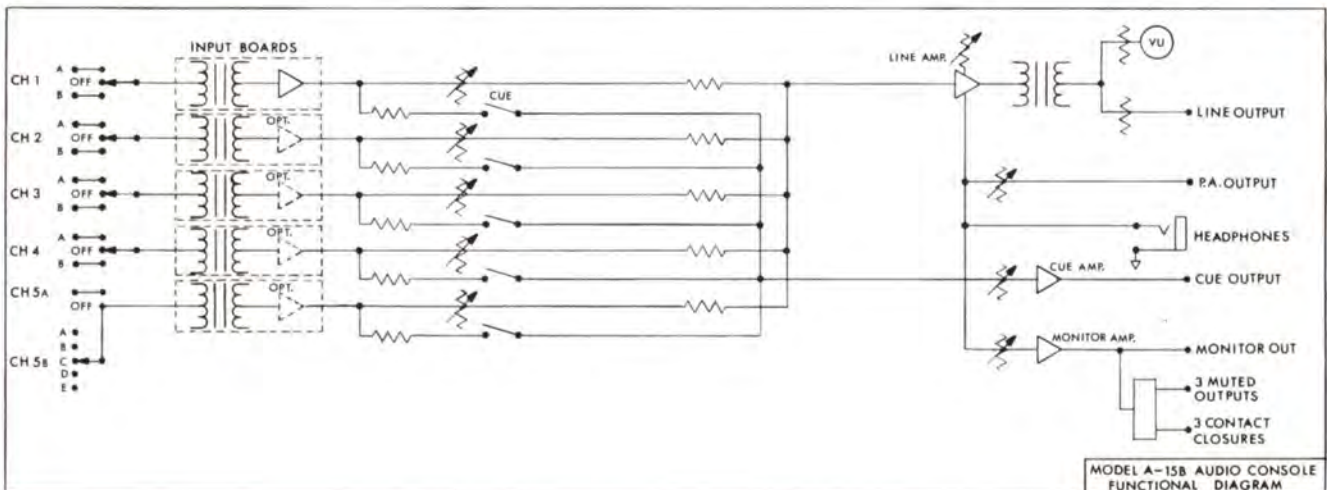 INPUT BOARDS
CH 1
A
OFF
B
CUE
LINE AMP.
VU
LINE OUTPUT
CH 2
A
OFF
B
OPT.
CH 3
A
OFF
B
OPT.
P.A. OUTPUT
HEADPHONES
CH 4
A
OFF
B
OPT.
CUE AMP.
CUE OUTPUT
CH 5A
OFF
OPT.
CH 5B
A
B
C
D
E
MONITOR AMP.
MONITOR OUT
3 MUTED
OUTPUTS
3 CONTACT
CLOSURES
MODEL A-15B AUDIO CONSOLE
FUNCTIONAL DIAGRAM